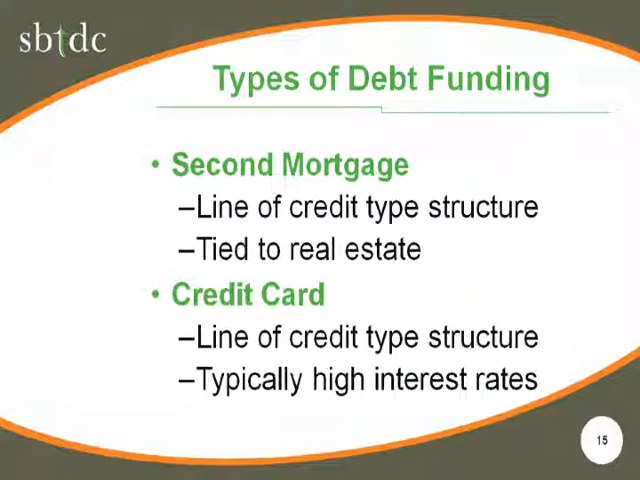 sbtdc
Types of Debt Funding
• Second Mortgage
–Line of credit type structure
–Tied to real estate
• Credit Card
–Line of credit type structure
–Typically high interest rates
15